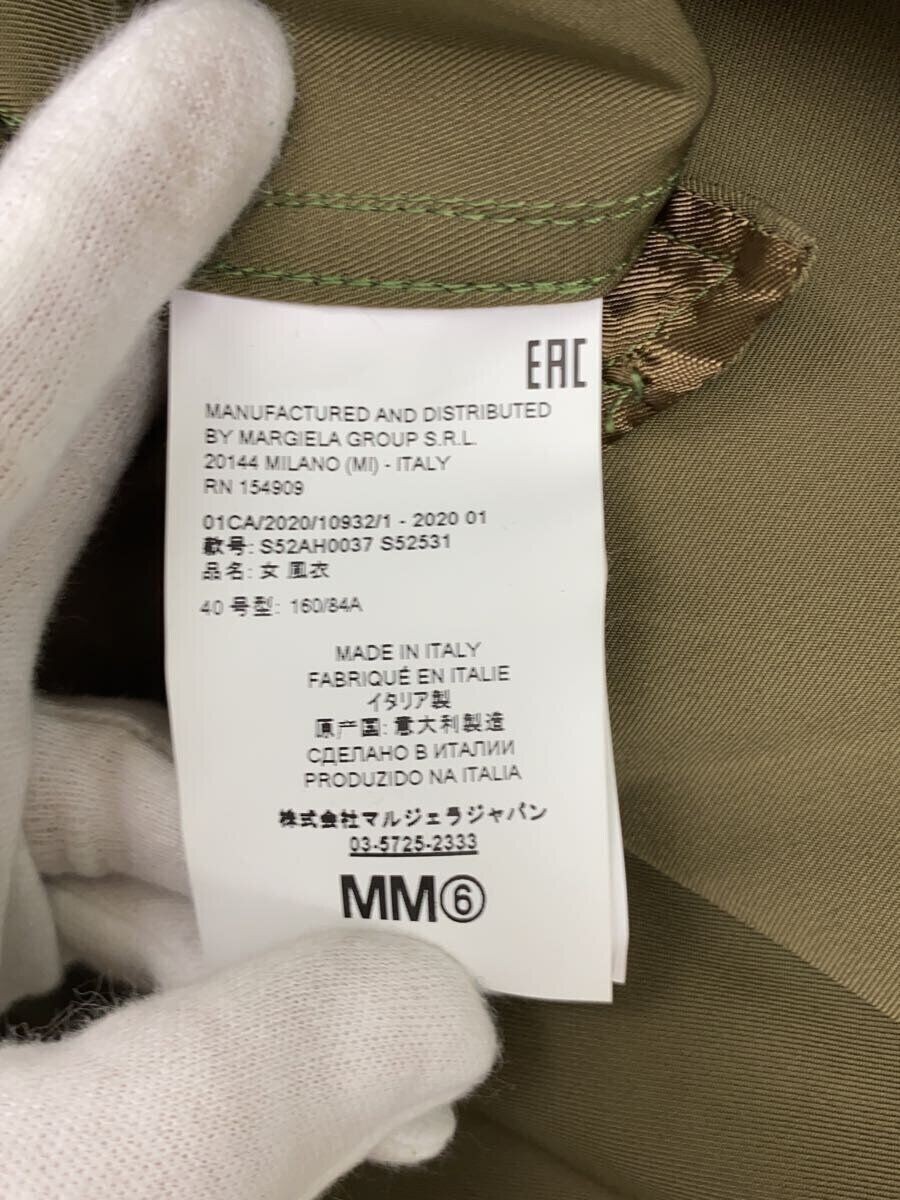 EAC
MANUFACTURED AND DISTRIBUTED
BY MARGIELA GROUP S.R.L.
20144 MILANO (MI) - ITALY
RN 154909
01CA/2020/10932/1 - 2020 01
款号: S52AH0037 S52531
品名: 女 風衣
40 号型: 160/84A
MADE IN ITALY
FABRIQUÉ EN ITALIE
イタリア製
原产国: 意大利製造
СДЕЛАНО В ИТАЛИИ
PRODUZIDO NA ITALIA
株式会社マルジェラジャパン
03-5725-2333
MM⑥